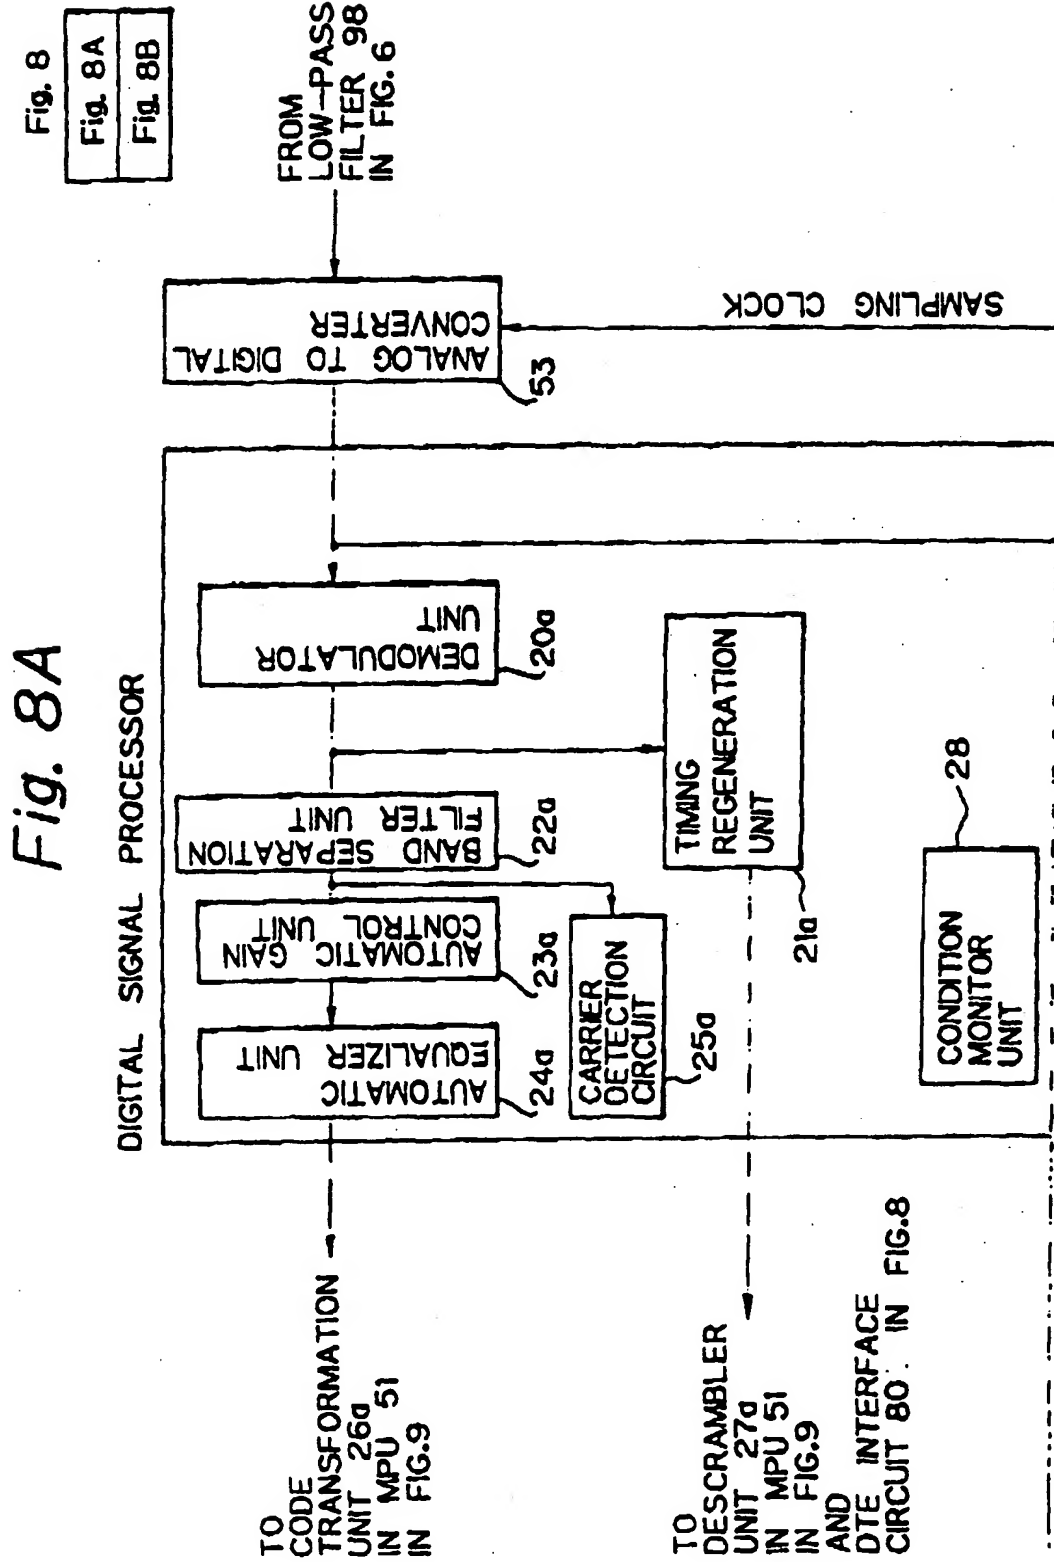 Fig. 8
Fig. 8A
Fig. 8B
Fig. 8A
DIGITAL SIGNAL PROCESSOR
FROM
LOW-PASS
FILTER 98
IN FIG. 6
ANALOG TO DIGITAL
CONVERTER
53
SAMPLING CLOCK
DEMODULATOR
UNIT
20a
BAND SEPARATION
FILTER UNIT
22a
AUTOMATIC GAIN
CONTROL UNIT
23a
AUTOMATIC
EQUALIZER UNIT
24a
CARRIER
DETECTION
CIRCUIT
25a
TIMING
REGENERATION
UNIT
21a
CONDITION
MONITOR
UNIT
28
TO
CODE
TRANSFORMATION
UNIT 26a
IN MPU 51
IN FIG.9
TO
DESCRAMBLER
UNIT 27a
IN MPU 51
IN FIG.9
AND
DTE INTERFACE
CIRCUIT 80. IN FIG.8